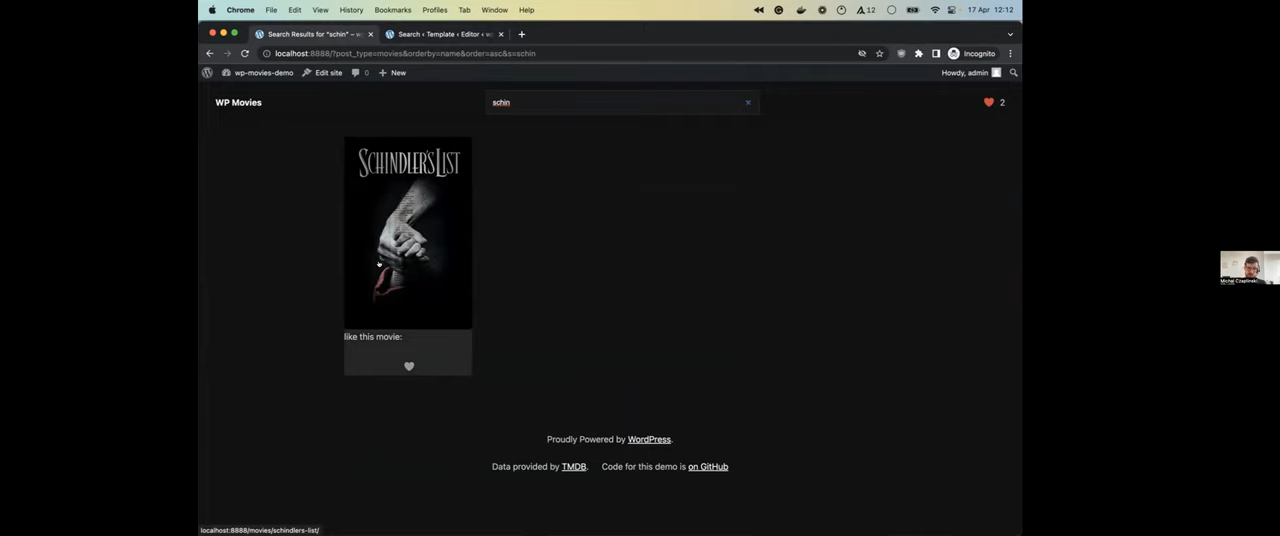 Chrome File Edit View History Bookmarks Profiles Tab Window Help 12 17 Apr 12:12
Search Results for "schin" – w Search ‹ Template ‹ Editor ‹ w
localhost:8888/?post_type=movies&orderby=name&order=asc&s=schin Incognito
wp-movies-demo Edit site 0 New Howdy, admin
WP Movies schin 2
SCHINDLER'S LIST
like this movie:
Proudly Powered by WordPress.
Data provided by TMDB. Code for this demo is on GitHub
localhost:8888/movies/schindlers-list/
Michal Czaplinski